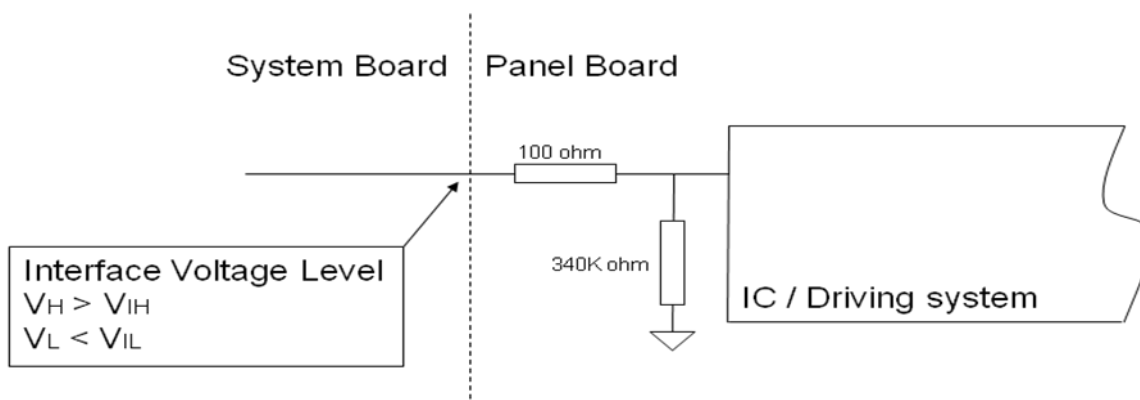 System Board
Panel Board
100 ohm
340K ohm
Interface Voltage Level
VH > VIH
VL < VIL
IC / Driving system